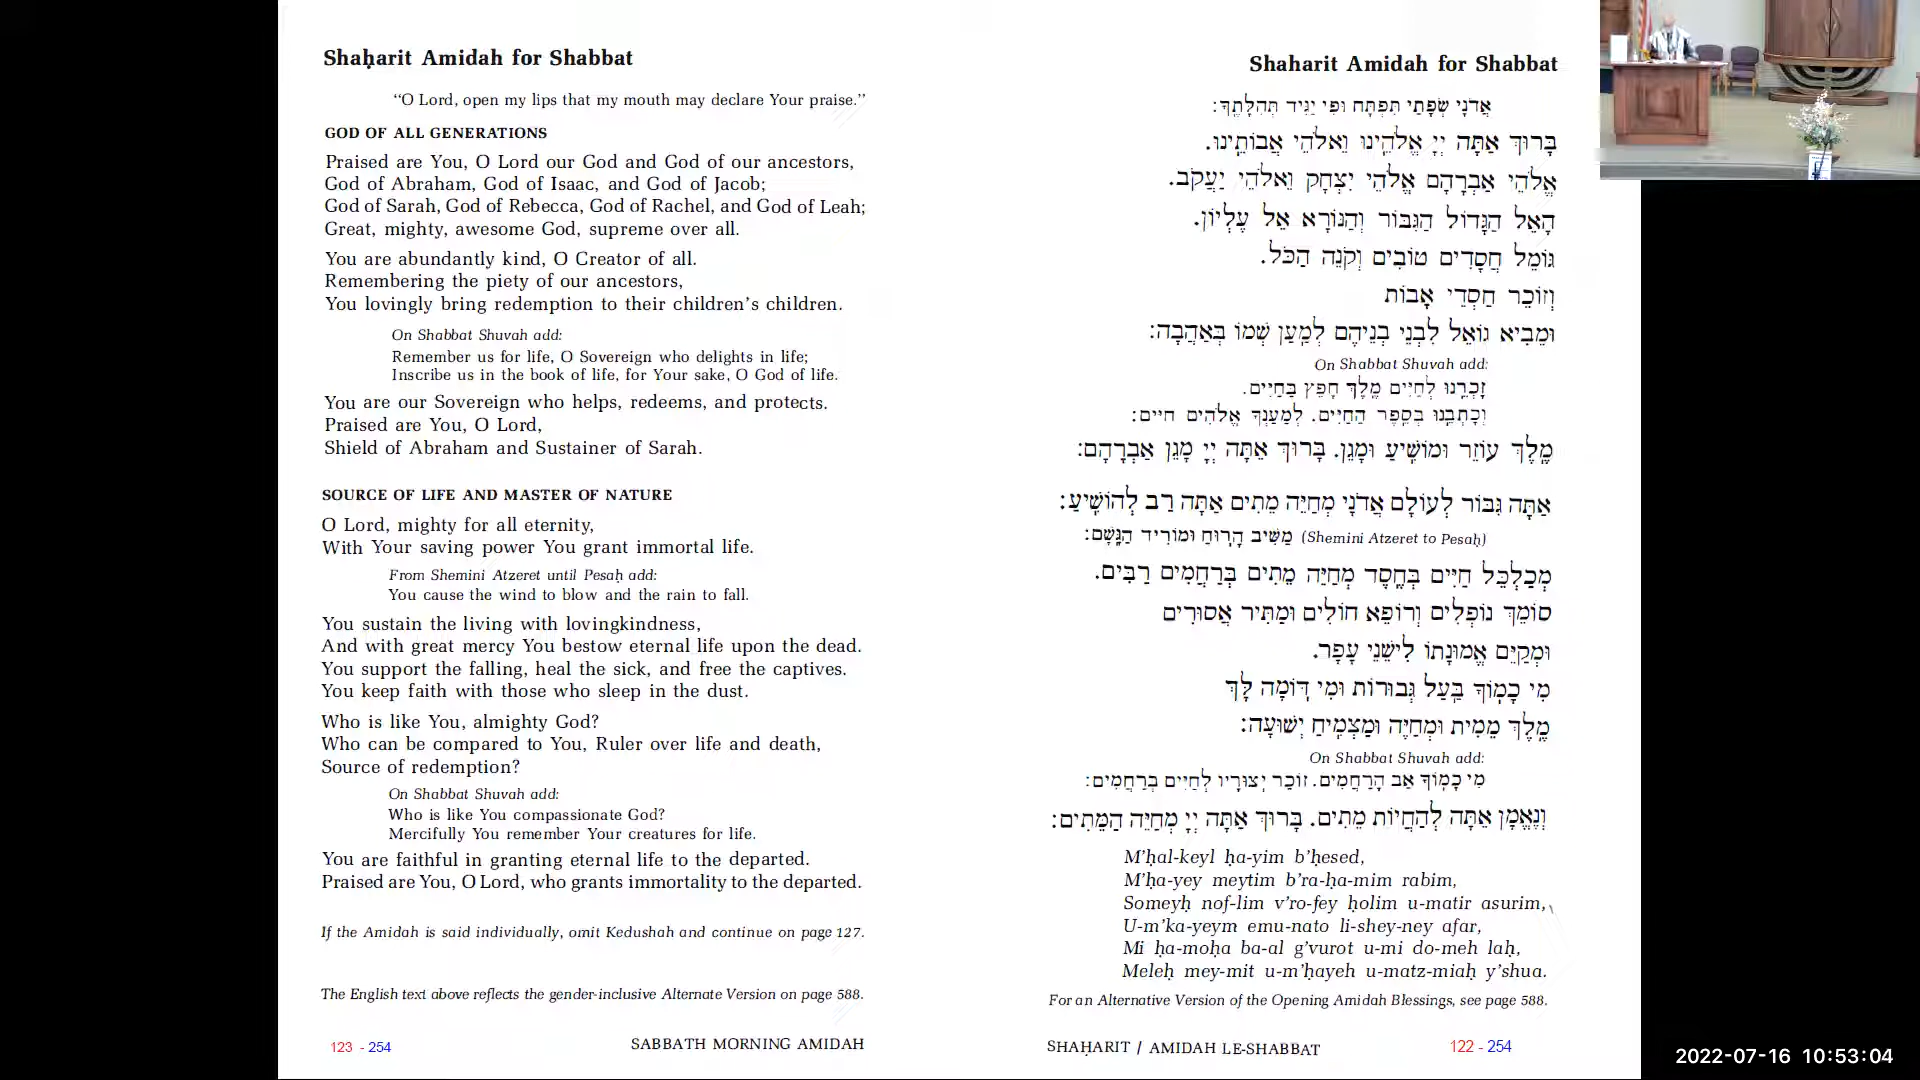 Shaḥarit Amidah for Shabbat
“O Lord, open my lips that my mouth may declare Your praise.”
GOD OF ALL GENERATIONS
Praised are You, O Lord our God and God of our ancestors,
God of Abraham, God of Isaac, and God of Jacob;
God of Sarah, God of Rebecca, God of Rachel, and God of Leah;
Great, mighty, awesome God, supreme over all.
You are abundantly kind, O Creator of all.
Remembering the piety of our ancestors,
You lovingly bring redemption to their children’s children.
On Shabbat Shuvah add:
Remember us for life, O Sovereign who delights in life;
Inscribe us in the book of life, for Your sake, O God of life.
You are our Sovereign who helps, redeems, and protects.
Praised are You, O Lord,
Shield of Abraham and Sustainer of Sarah.
SOURCE OF LIFE AND MASTER OF NATURE
O Lord, mighty for all eternity,
With Your saving power You grant immortal life.
From Shemini Atzeret until Pesaḥ add:
You cause the wind to blow and the rain to fall.
You sustain the living with lovingkindness,
And with great mercy You bestow eternal life upon the dead.
You support the falling, heal the sick, and free the captives.
You keep faith with those who sleep in the dust.
Who is like You, almighty God?
Who can be compared to You, Ruler over life and death,
Source of redemption?
On Shabbat Shuvah add:
Who is like You compassionate God?
Mercifully You remember Your creatures for life.
You are faithful in granting eternal life to the departed.
Praised are You, O Lord, who grants immortality to the departed.
If the Amidah is said individually, omit Kedushah and continue on page 127.
The English text above reflects the gender-inclusive Alternate Version on page 588.
123 - 254 SABBATH MORNING AMIDAH
Shaharit Amidah for Shabbat
אֲדֹנָי שְׂפָתַי תִּפְתָּח וּפִי יַגִּיד תְּהִלָּתֶֽךָ:
בָּרוּךְ אַתָּה יְיָ אֱלֹהֵֽינוּ וֵאלֹהֵי אֲבוֹתֵֽינוּ.
אֱלֹהֵי אַבְרָהָם אֱלֹהֵי יִצְחָק וֵאלֹהֵי יַעֲקֹב.
הָאֵל הַגָּדוֹל הַגִּבּוֹר וְהַנּוֹרָא אֵל עֶלְיוֹן.
גּוֹמֵל חֲסָדִים טוֹבִים וְקֹנֵה הַכֹּל.
וְזוֹכֵר חַסְדֵי אָבוֹת
וּמֵבִיא גוֹאֵל לִבְנֵי בְנֵיהֶם לְמַֽעַן שְׁמוֹ בְּאַהֲבָה:
On Shabbat Shuvah add:
זָכְרֵֽנוּ לְחַיִּים מֶֽלֶךְ חָפֵץ בַּחַיִּים.
וְכָתְבֵֽנוּ בְּסֵֽפֶר הַחַיִּים. לְמַעַנְךָ אֱלֹהִים חיים:
מֶֽלֶךְ עוֹזֵר וּמוֹשִֽׁיעַ וּמָגֵן. בָּרוּךְ אַתָּה יְיָ מָגֵן אַבְרָהָם:
אַתָּה גִּבּוֹר לְעוֹלָם אֲדֹנָי מְחַיֵּה מֵתִים אַתָּה רַב לְהוֹשִֽׁיעַ:
(Shemini Atzeret to Pesaḥ) מַשִּׁיב הָרֽוּחַ וּמוֹרִיד הַגֶּֽשֶׁם:
מְכַלְכֵּל חַיִּים בְּחֶֽסֶד מְחַיֵּה מֵתִים בְּרַחֲמִים רַבִּים.
סוֹמֵךְ נוֹפְלִים וְרוֹפֵא חוֹלִים וּמַתִּיר אֲסוּרִים
וּמְקַיֵּם אֱמוּנָתוֹ לִישֵׁנֵי עָפָר.
מִי כָמֽוֹךָ בַּֽעַל גְּבוּרוֹת וּמִי דּֽוֹמֶה לָּךְ
מֶֽלֶךְ מֵמִית וּמְחַיֶּה וּמַצְמִֽיחַ יְשׁוּעָה:
On Shabbat Shuvah add:
מִי כָמֽוֹךָ אַב הָרַחֲמִים. זוֹכֵר יְצוּרָיו לְחַיִּים בְּרַחֲמִים:
וְנֶאֱמָן אַתָּה לְהַחֲיוֹת מֵתִים. בָּרוּךְ אַתָּה יְיָ מְחַיֵּה הַמֵּתִים:
M’ḥal-keyl ḥa-yim b’ḥesed,
M’ḥa-yey meytim b’ra-ḥa-mim rabim,
Someyḥ nof-lim v’ro-fey ḥolim u-matir asurim,
U-m’ka-yeym emu-nato li-shey-ney afar,
Mi ḥa-moḥa ba-al g’vurot u-mi do-meh laḥ,
Meleḥ mey-mit u-m’ḥayeh u-matz-miaḥ y’shua.
For an Alternative Version of the Opening Amidah Blessings, see page 588.
SHAḤARIT / AMIDAH LE-SHABBAT 122 - 254
2022-07-16 10:53:04